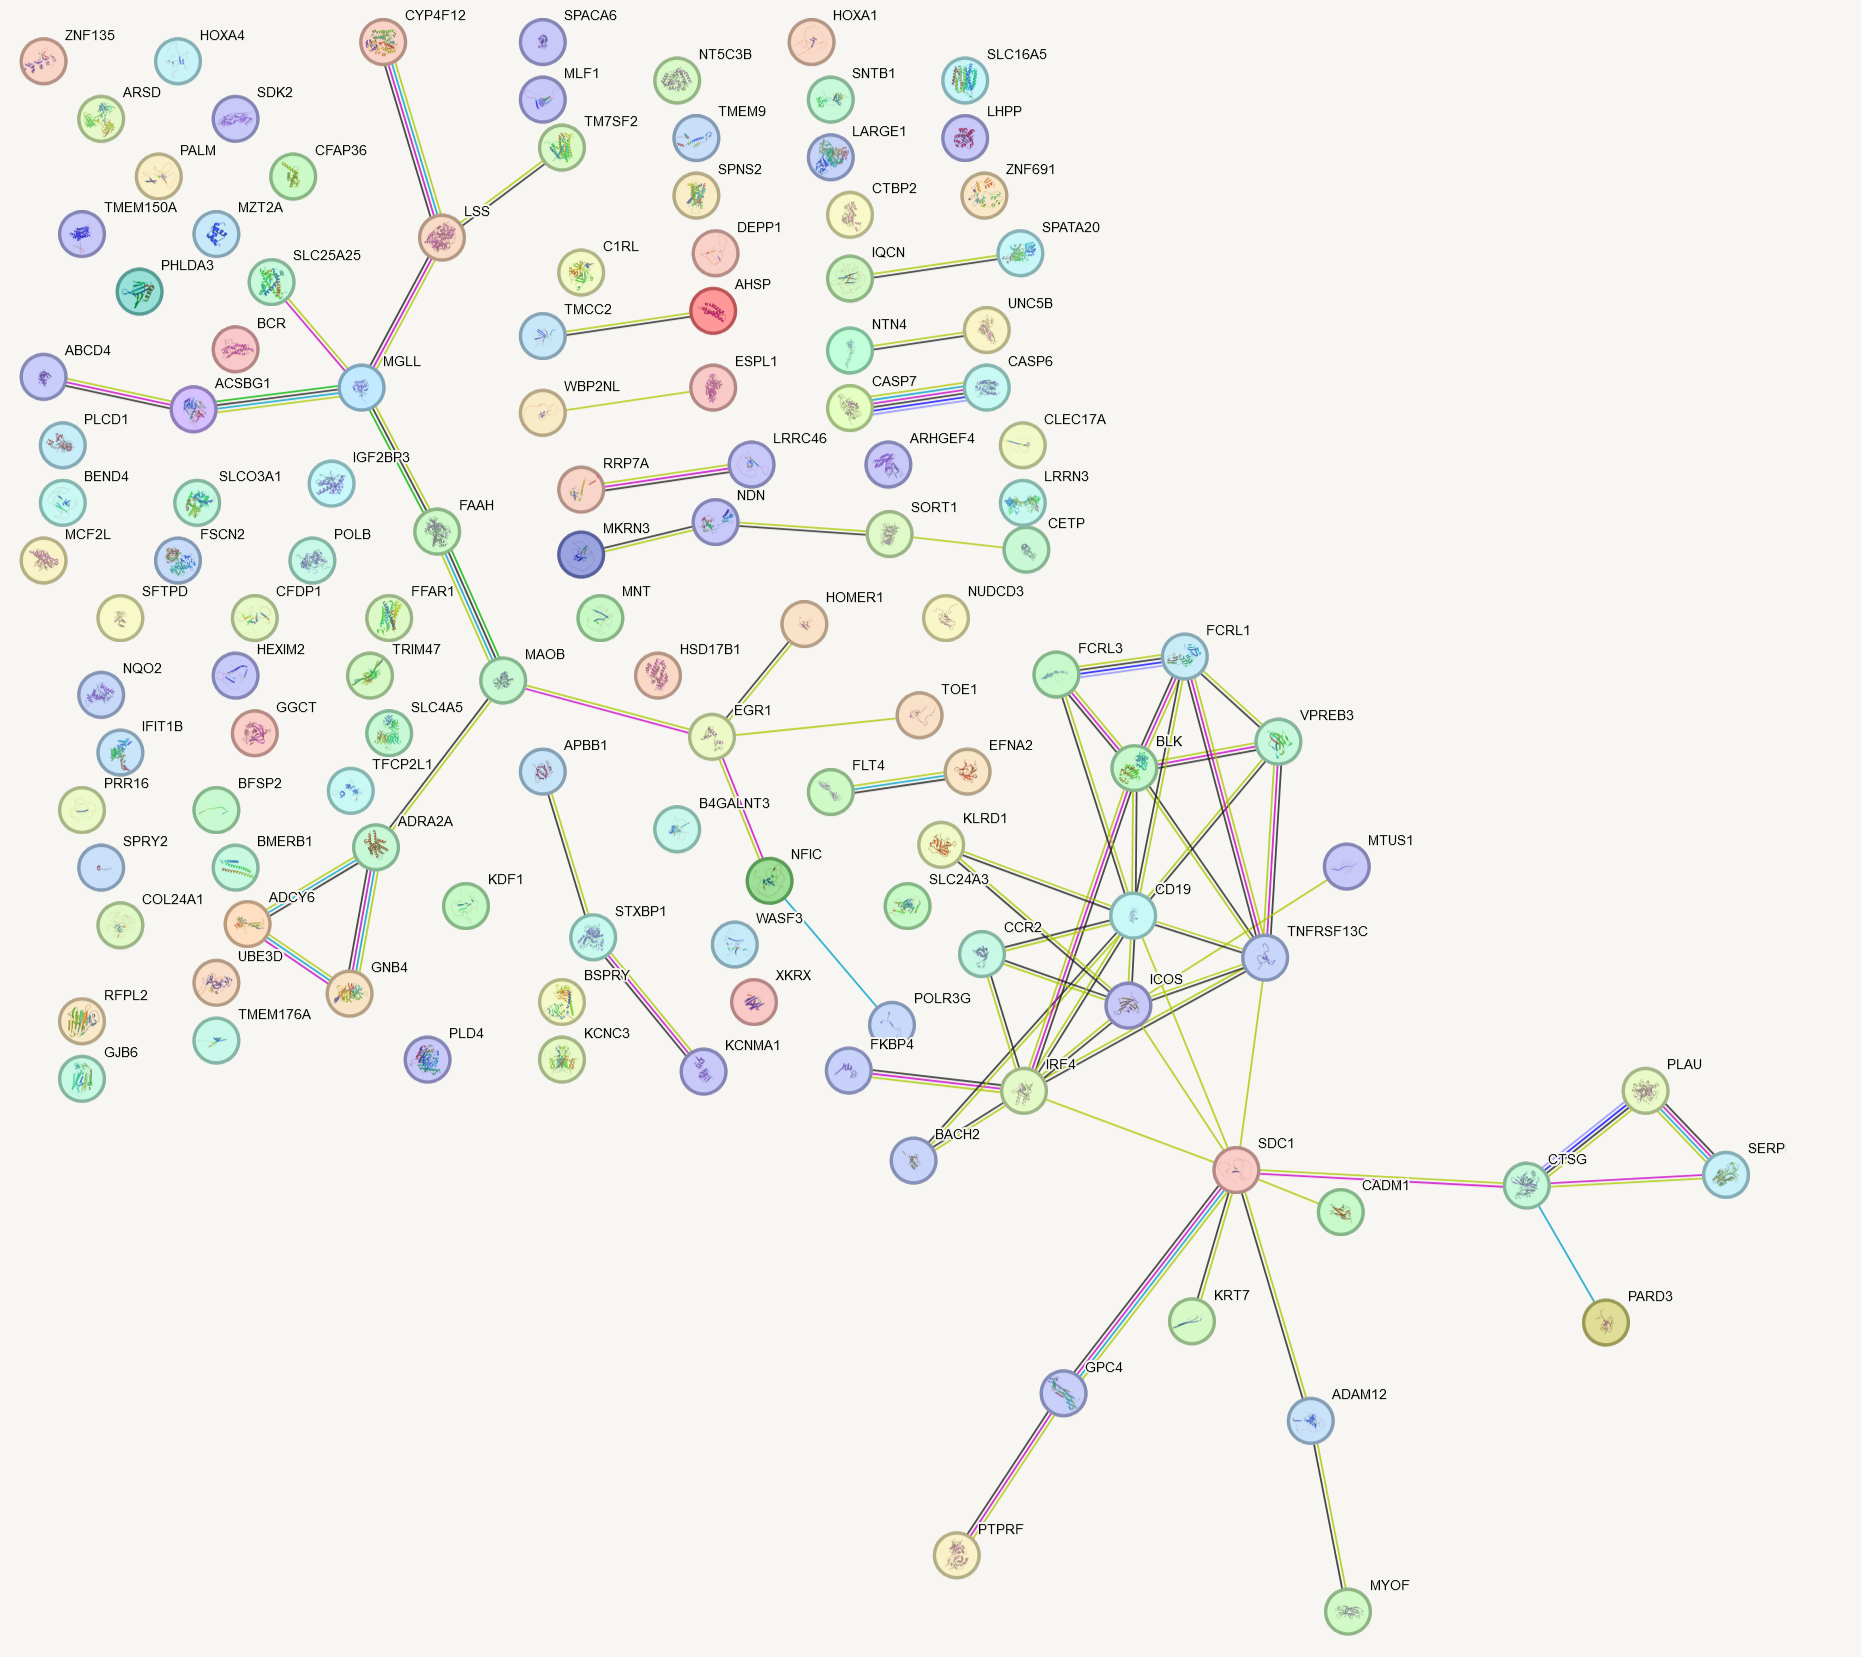 CYP4F12
SPACA6
HOXA1
ZNF135
HOXA4
NT5C3B
SLC16A5
MLF1
SNTB1
ARSD
SDK2
TMEM9
LHPP
TM7SF2
LARGE1
PALM
CFAP36
SPNS2
ZNF691
CTBP2
TMEM150A
MZT2A
LSS
DEPP1
SPATA20
C1RL
IQCN
SLC25A25
PHLDA3
AHSP
UNC5B
TMCC2
BCR
NTN4
ABCD4
MGLL
ESPL1
CASP6
ACSBG1
WBP2NL
CASP7
PLCD1
CLEC17A
LRRC46
ARHGEF4
IGF2BP3
RRP7A
BEND4
SLCO3A1
LRRN3
NDN
FAAH
SORT1
CETP
MCF2L
FSCN2
POLB
MKRN3
SFTPD
CFDP1
FFAR1
MNT
HOMER1
NUDCD3
FCRL1
HEXIM2
TRIM47
MAOB
HSD17B1
FCRL3
NQO2
TOE1
GGCT
SLC4A5
EGR1
VPREB3
IFIT1B
APBB1
EFNA2
BLK
TFCP2L1
FLT4
PRR16
BFSP2
B4GALNT3
ADRA2A
KLRD1
MTUS1
SPRY2
BMERB1
NFIC
SLC24A3
KDF1
CD19
COL24A1
ADCY6
STXBP1
WASF3
CCR2
TNFRSF13C
UBE3D
GNB4
BSPRY
XKRX
ICOS
RFPL2
TMEM176A
POLR3G
PLD4
KCNC3
KCNMA1
FKBP4
GJB6
IRF4
PLAU
BACH2
SDC1
CTSG
SERP
CADM1
KRT7
PARD3
GPC4
ADAM12
PTPRF
MYOF